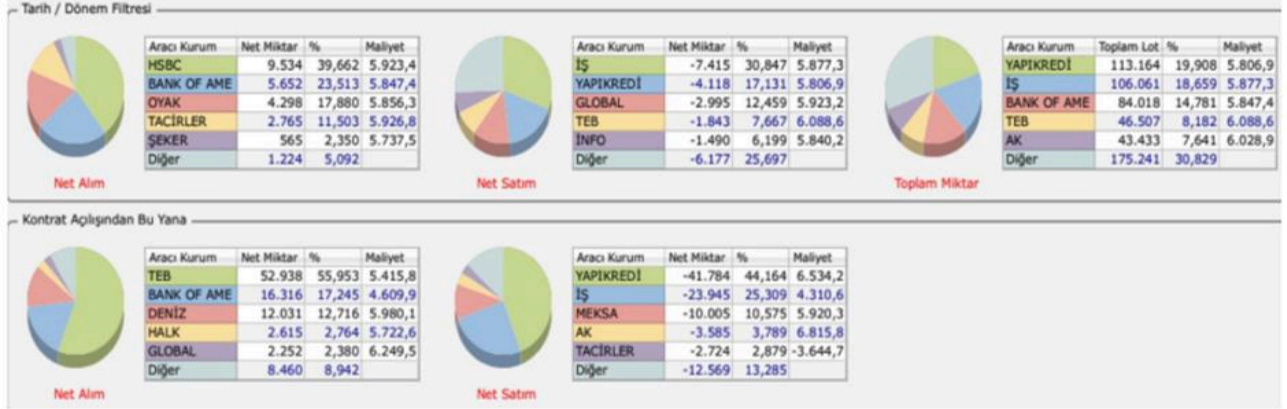 Tarih / Dönem Filtresi
Aracı Kurum Net Miktar % Maliyet
HSBC 9.534 39,662 5.923,4
BANK OF AME 5.652 23,513 5.847,4
OYAK 4.298 17,880 5.856,3
TACİRLER 2.765 11,503 5.926,8
ŞEKER 565 2,350 5.737,5
Diğer 1.224 5,092
Net Alım
Aracı Kurum Net Miktar % Maliyet
İŞ -7.415 30,847 5.877,3
YAPIKREDİ -4.118 17,131 5.806,9
GLOBAL -2.995 12,459 5.923,2
TEB -1.843 7,667 6.088,6
İNFO -1.490 6,199 5.840,2
Diğer -6.177 25,697
Net Satım
Aracı Kurum Toplam Lot % Maliyet
YAPIKREDİ 113.164 19,908 5.806,9
İŞ 106.061 18,659 5.877,3
BANK OF AME 84.018 14,781 5.847,4
TEB 46.507 8,182 6.088,6
AK 43.433 7,641 6.028,9
Diğer 175.241 30,829
Toplam Miktar
Kontrat Açılışından Bu Yana
Aracı Kurum Net Miktar % Maliyet
TEB 52.938 55,953 5.415,8
BANK OF AME 16.316 17,245 4.609,9
DENİZ 12.031 12,716 5.980,1
HALK 2.615 2,764 5.722,6
GLOBAL 2.252 2,380 6.249,5
Diğer 8.460 8,942
Net Alım
Aracı Kurum Net Miktar % Maliyet
YAPIKREDİ -41.784 44,164 6.534,2
İŞ -23.945 25,309 4.310,6
MEKSA -10.005 10,575 5.920,3
AK -3.585 3,789 6.815,8
TACİRLER -2.724 2,879 -3.644,7
Diğer -12.569 13,285
Net Satım